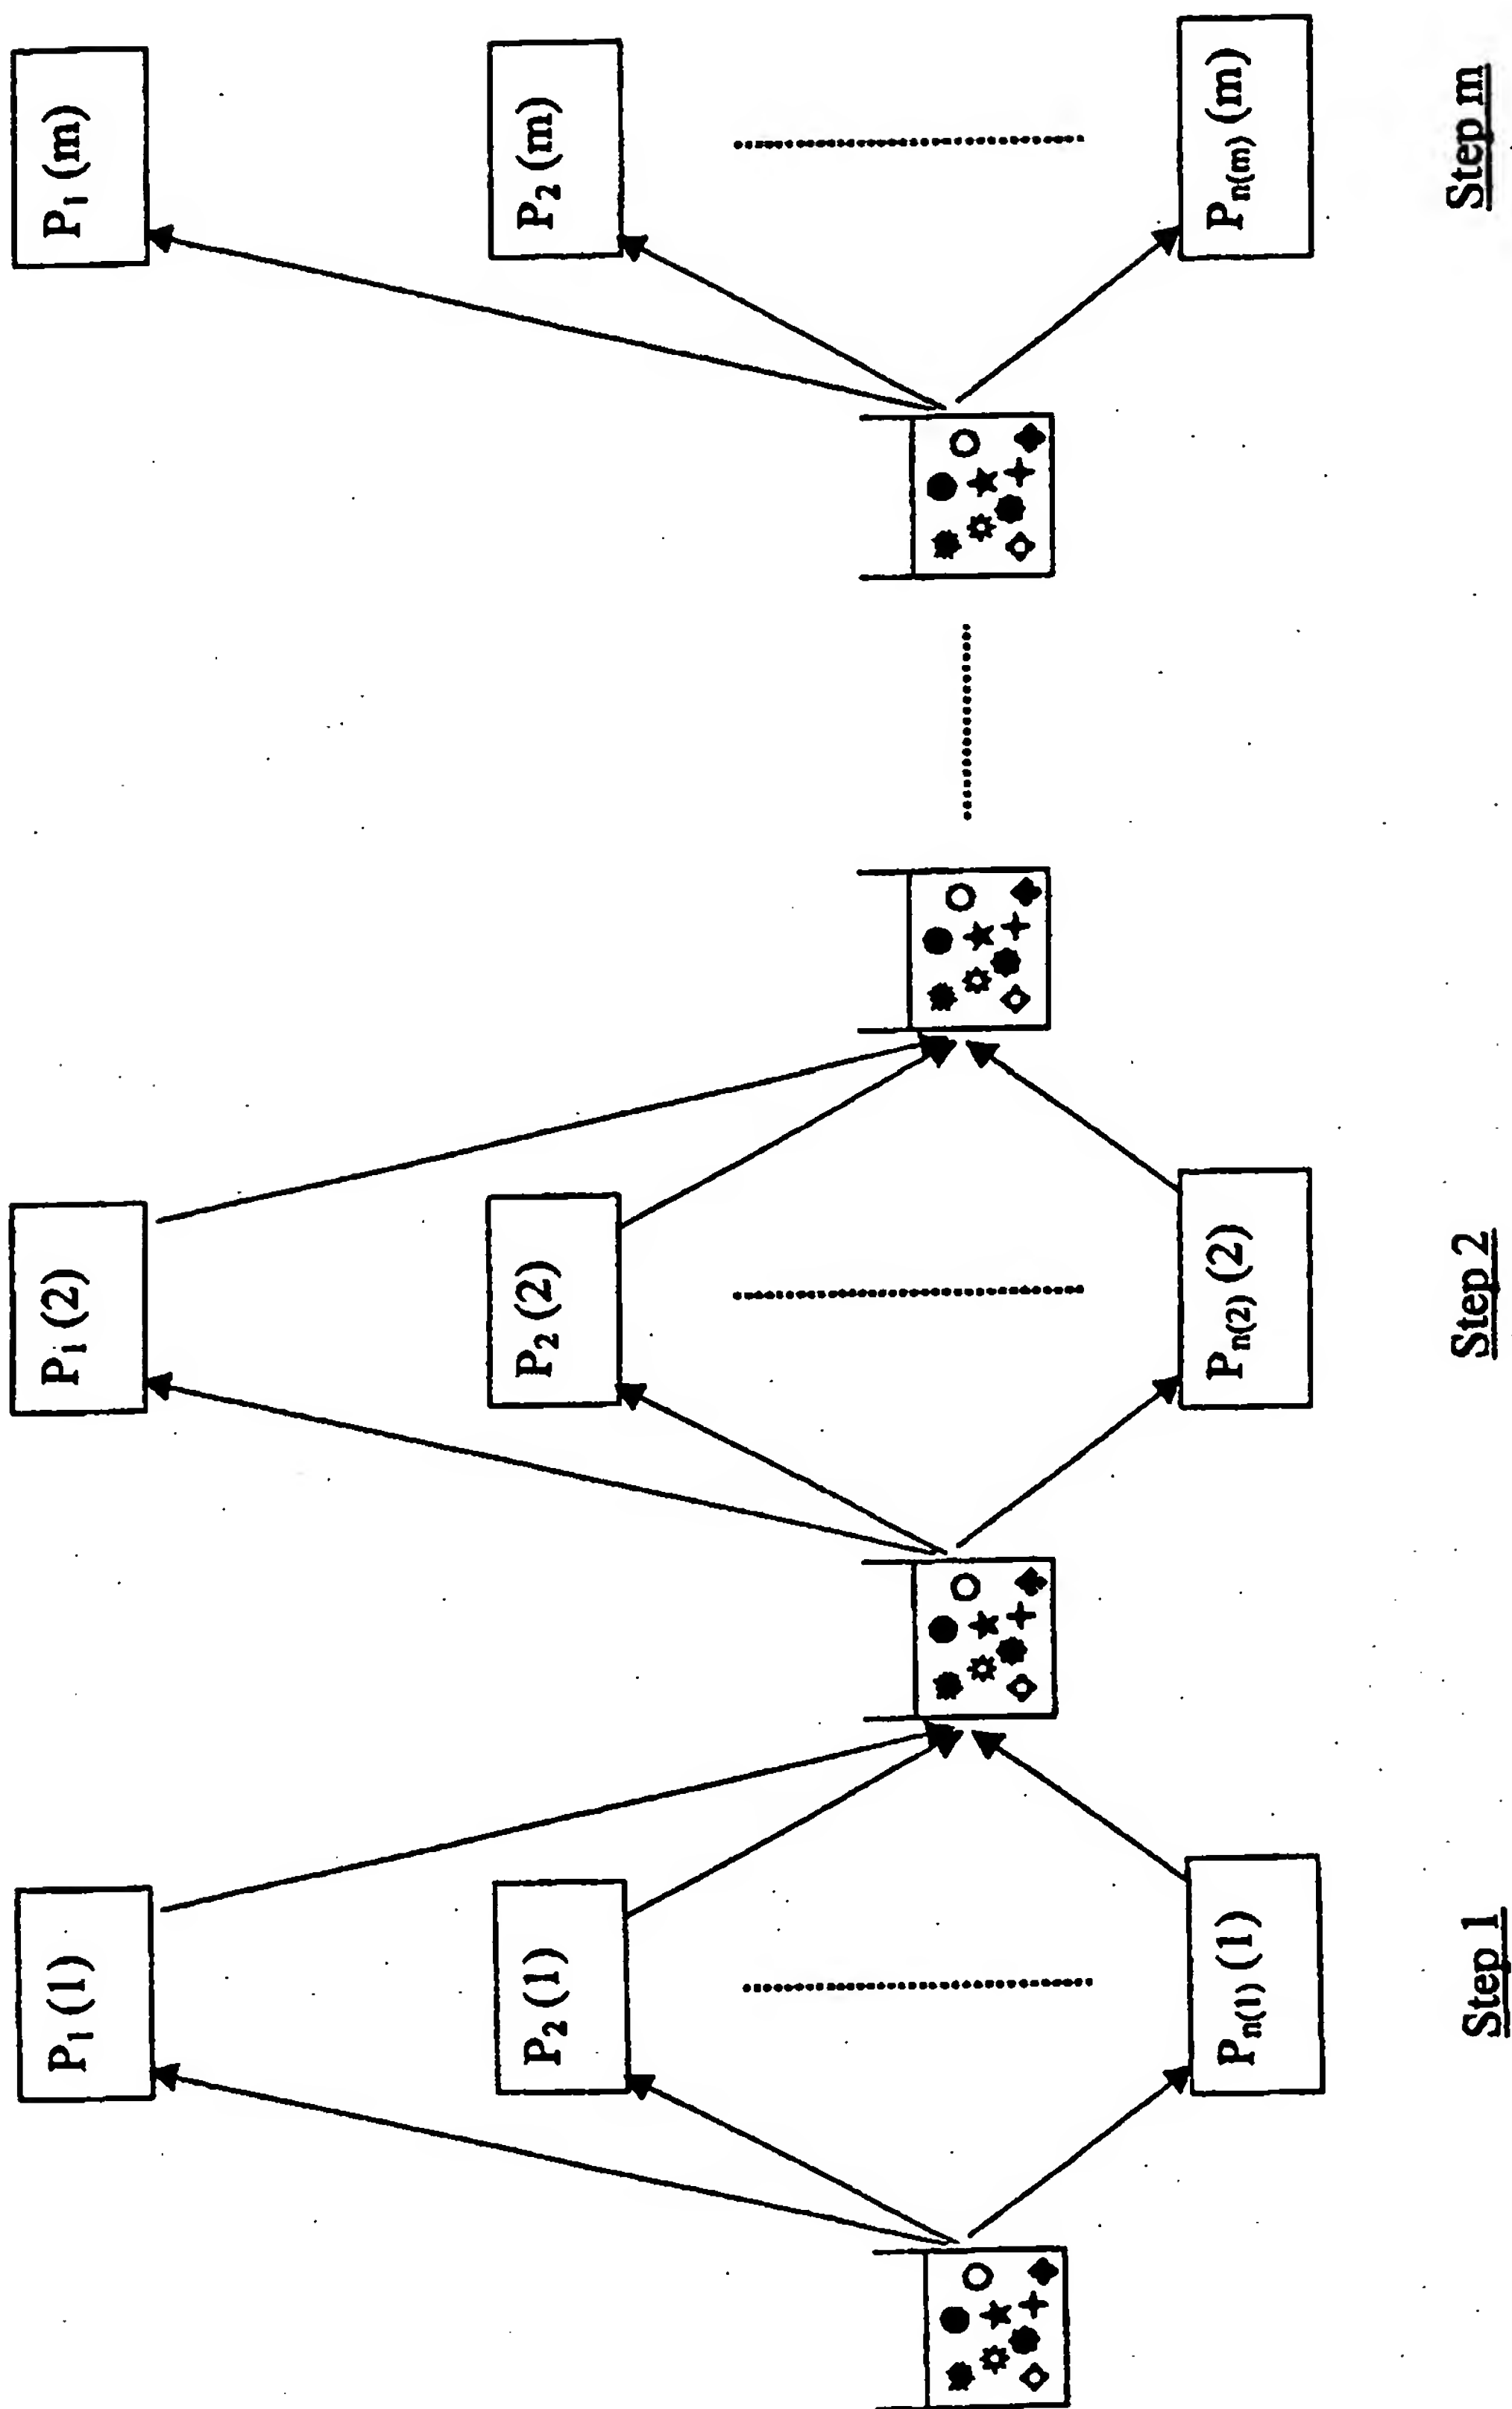 P1 (1)
P2 (1)
Pn(1) (1)
Step 1
P1 (2)
P2 (2)
Pn(2) (2)
Step 2
P1 (m)
P2 (m)
Pn(m) (m)
Step m